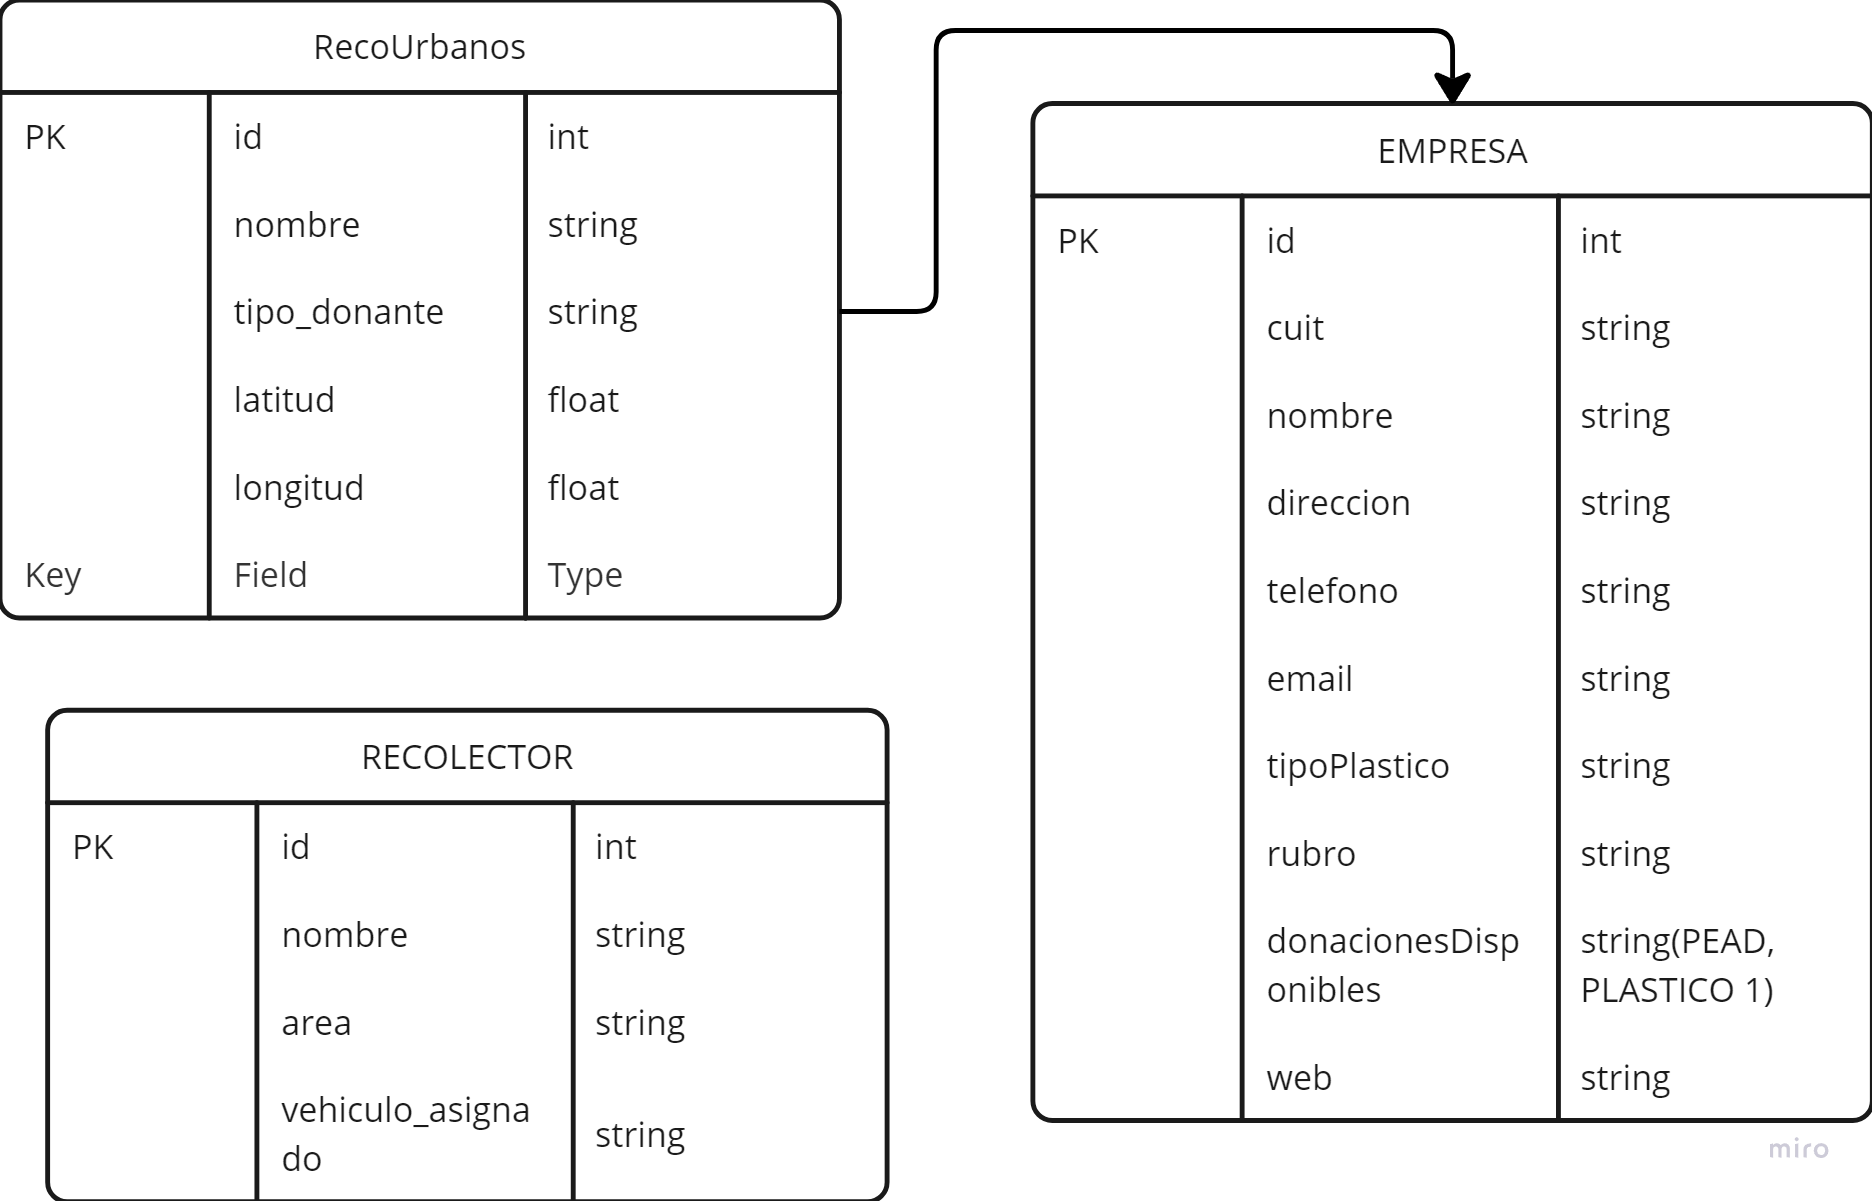 RecoUrbanos
PK id int
nombre string
tipo_donante string
latitud float
longitud float
Key Field Type
EMPRESA
PK id int
cuit string
nombre string
direccion string
telefono string
email string
tipoPlastico string
rubro string
donacionesDisp string(PEAD,
onibles PLASTICO 1)
web string
RECOLECTOR
PK id int
nombre string
area string
vehiculo_asigna
do string
miro